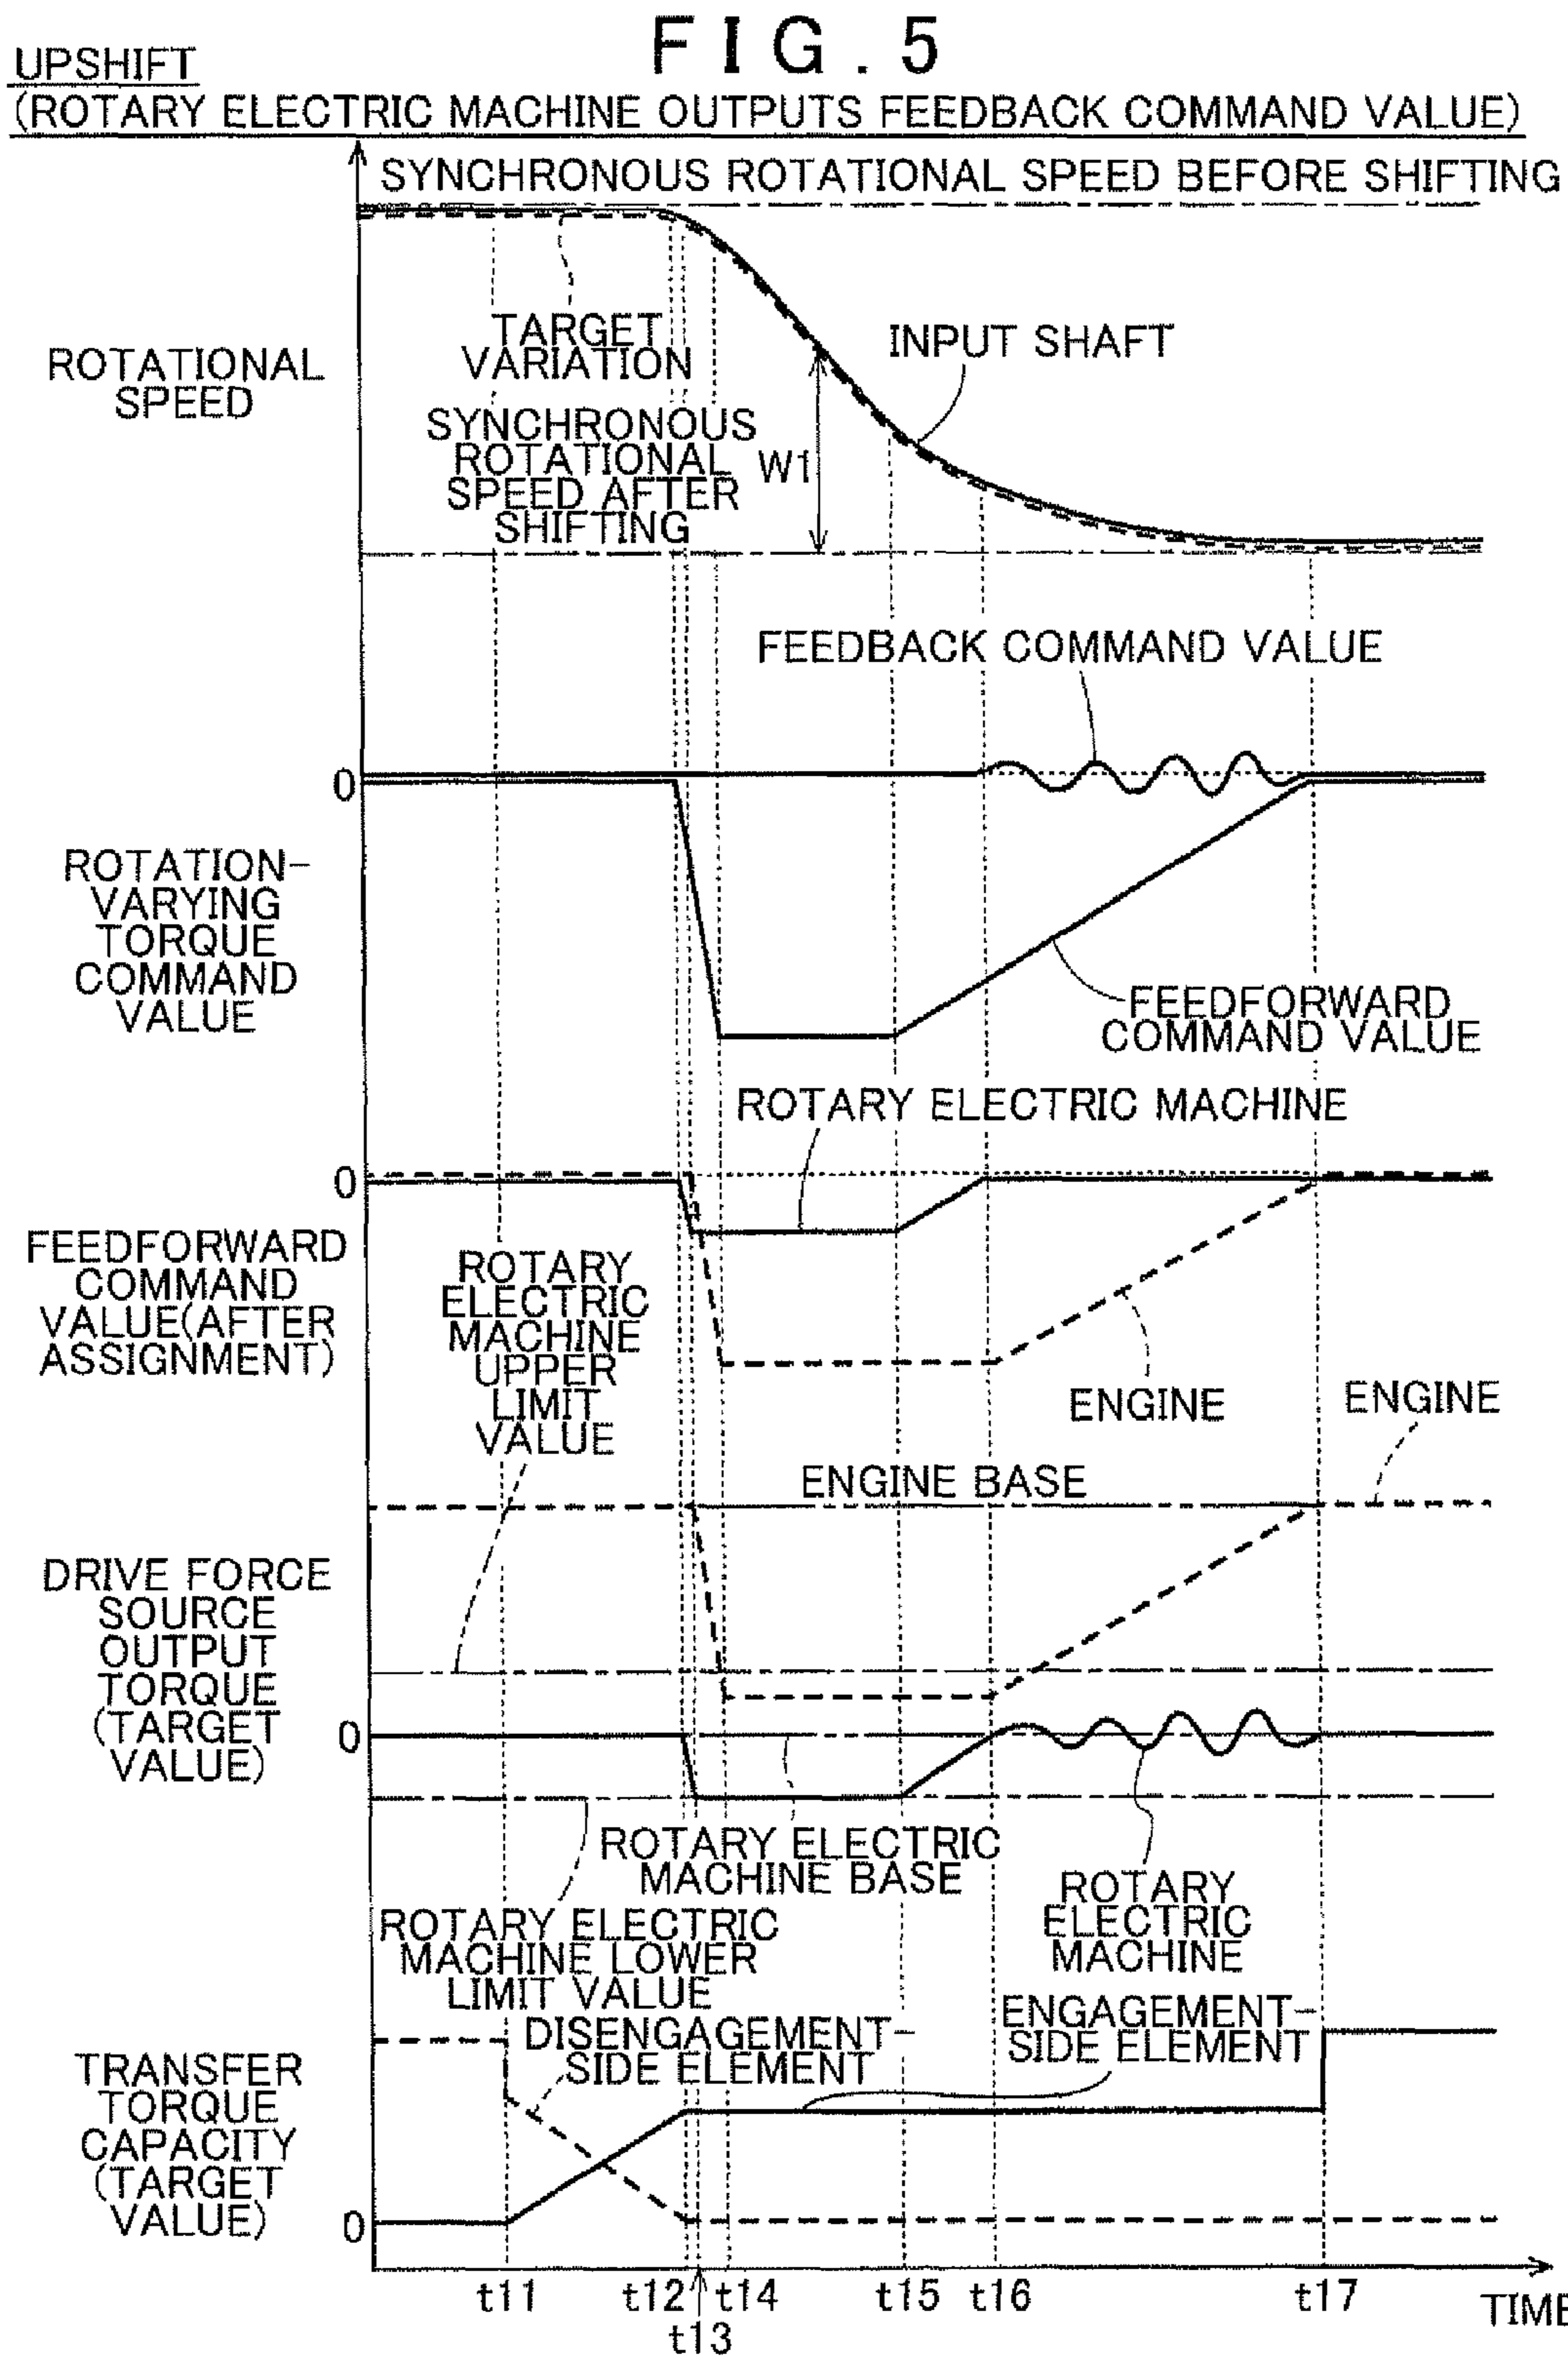 FIG. 5
UPSHIFT
(ROTARY ELECTRIC MACHINE OUTPUTS FEEDBACK COMMAND VALUE)
SYNCHRONOUS ROTATIONAL SPEED BEFORE SHIFTING
ROTATIONAL
SPEED
TARGET
VARIATION
INPUT SHAFT
SYNCHRONOUS
ROTATIONAL
SPEED AFTER
SHIFTING
W1
FEEDBACK COMMAND VALUE
0
ROTATION-
VARYING
TORQUE
COMMAND
VALUE
FEEDFORWARD
COMMAND VALUE
ROTARY ELECTRIC MACHINE
0
FEEDFORWARD
COMMAND
VALUE(AFTER
ASSIGNMENT)
ROTARY
ELECTRIC
MACHINE
UPPER
LIMIT
VALUE
ENGINE
ENGINE
ENGINE BASE
DRIVE FORCE
SOURCE
OUTPUT
TORQUE
(TARGET
VALUE)
0
ROTARY ELECTRIC
MACHINE BASE
ROTARY
ELECTRIC
MACHINE
ROTARY ELECTRIC
MACHINE LOWER
LIMIT VALUE
DISENGAGEMENT-
SIDE ELEMENT
ENGAGEMENT-
SIDE ELEMENT
TRANSFER
TORQUE
CAPACITY
(TARGET
VALUE)
0
t11
t12
t13
t14
t15
t16
t17
TIME